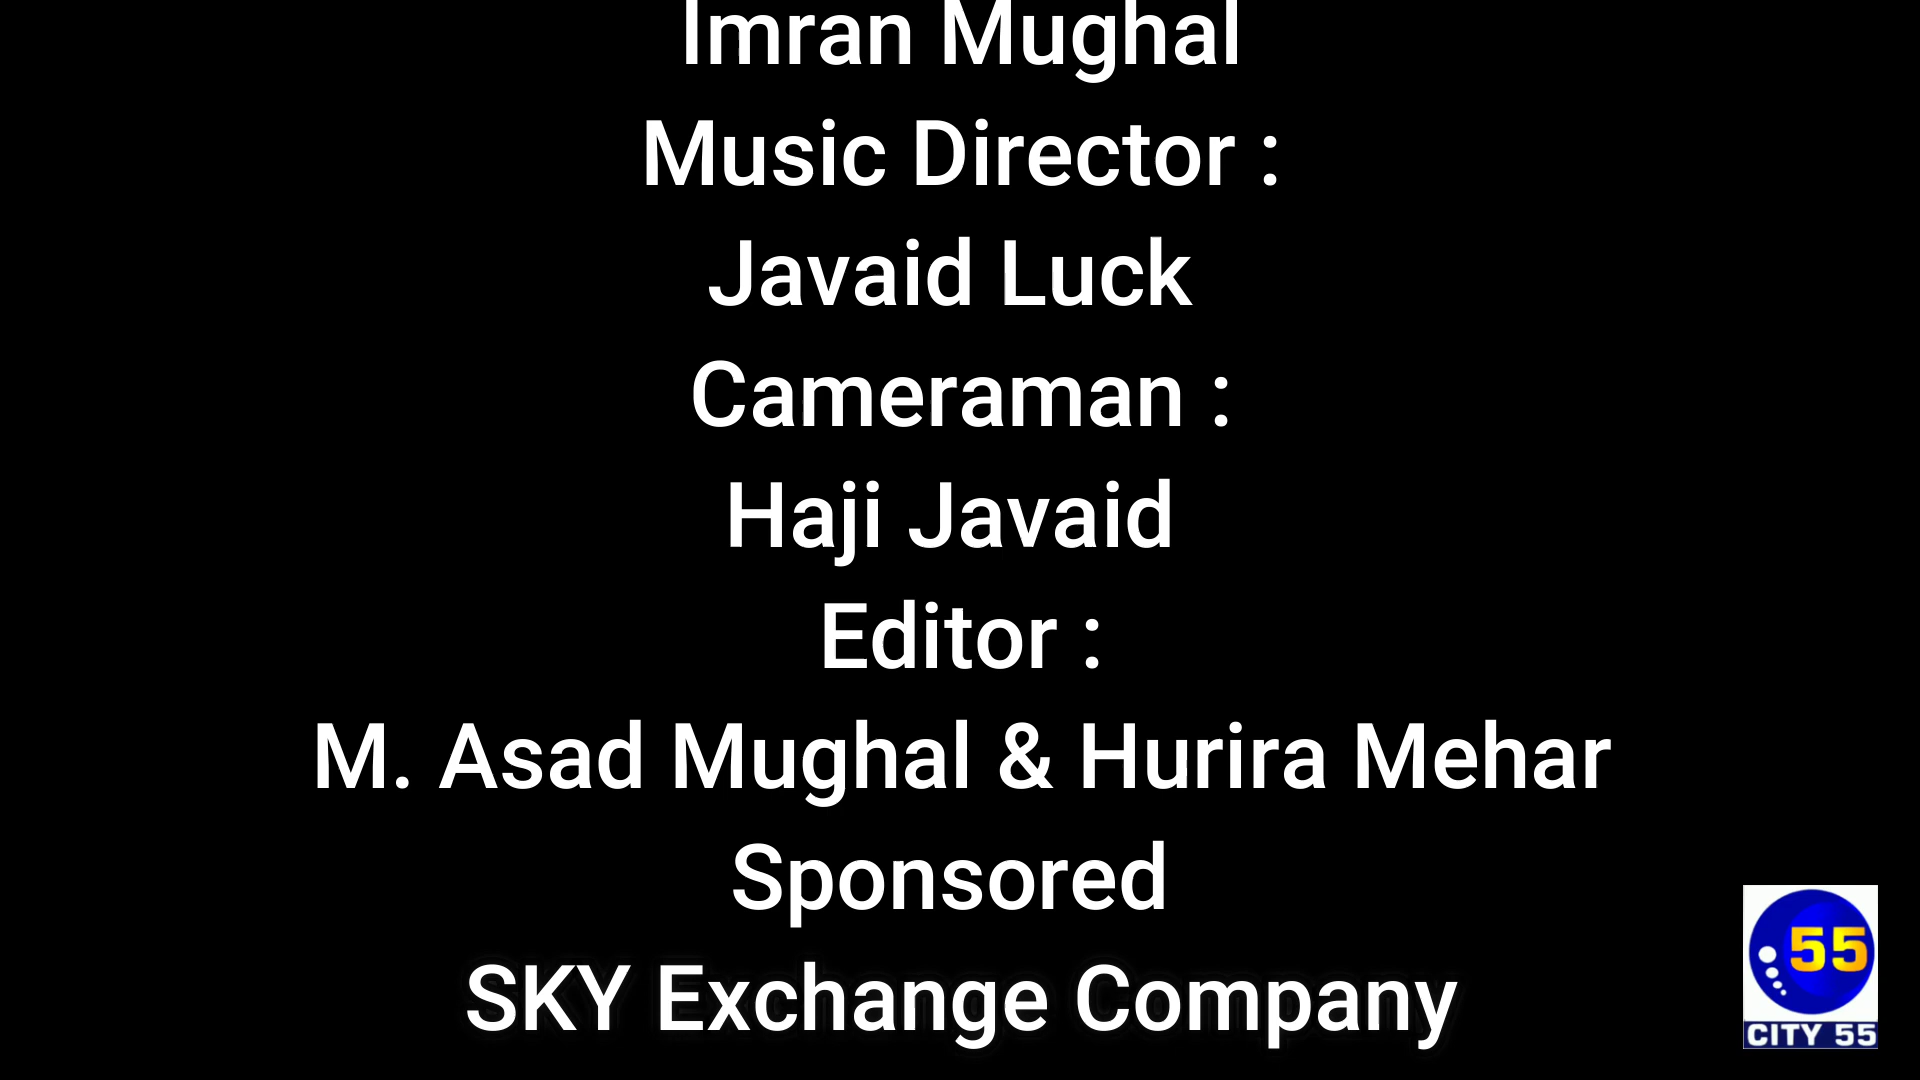 Imran Mughal
Music Director :
Javaid Luck
Cameraman :
Haji Javaid
Editor :
M. Asad Mughal & Hurira Mehar
Sponsored
SKY Exchange Company
55
CITY 55